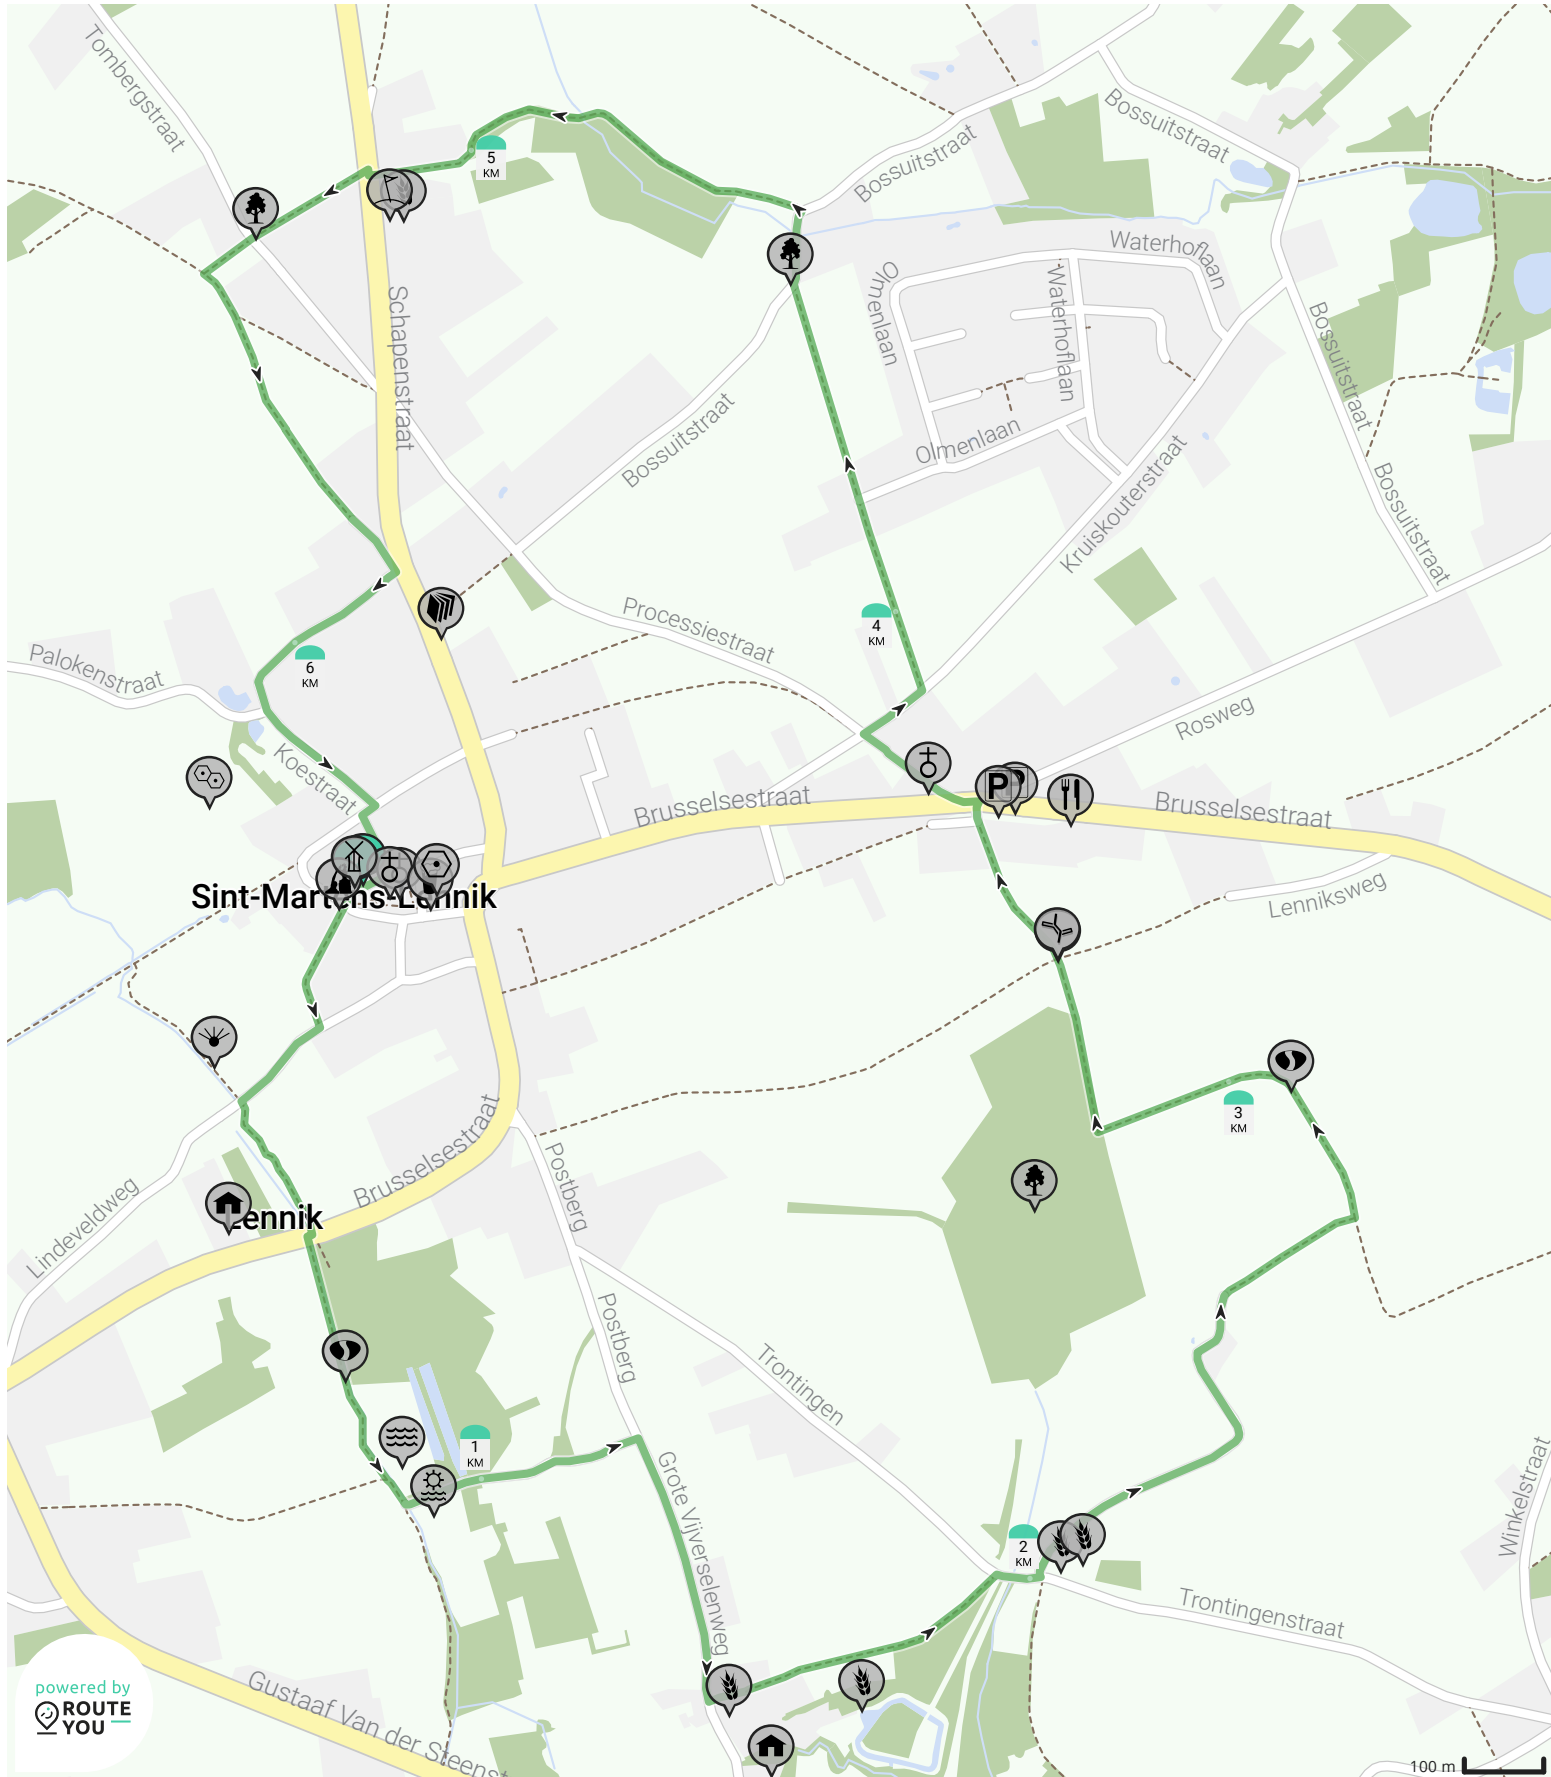 Tombergstraat
5
KM
Bossuitstraat
Bossuitstraat
Schapenstraat
Waterhoflaan
Olmenlaan
Waterhoflaan
Bossuitstraat
Bossuitstraat
Olmenlaan
Kruiskouterstraat
Bossuitstraat
Processiestraat
4
KM
Palokenstraat
6
KM
Rosweg
Koestraat
Brusselsestraat
P
P
Brusselsestraat
Sint-Martens-Lennik
Lenniksweg
3
KM
Brusselsestraat
Postberg
Lindeveldweg
Lennik
Postberg
Trontingen
1
KM
Grote Vijverselenweg
2
KM
Winkelstraat
Trontingenstraat
Gustaaf Van der Steenst
powered by
ROUTE
YOU
100 m